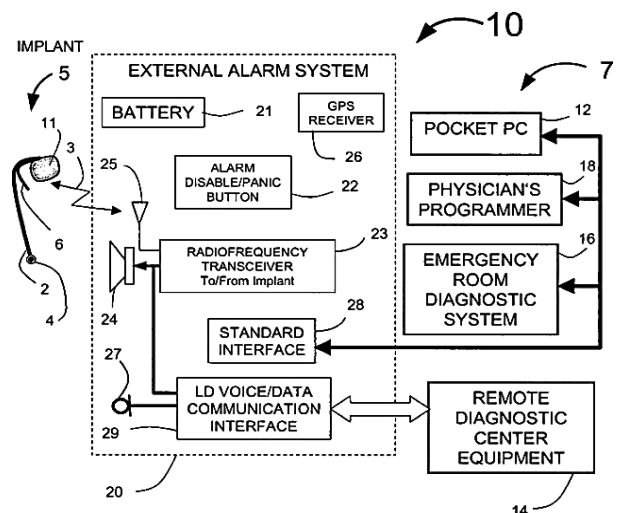 10
IMPLANT
5
11
3
6
2
4
EXTERNAL ALARM SYSTEM
BATTERY
21
GPS
RECEIVER
26
25
ALARM
DISABLE/PANIC
BUTTON
22
RADIOFREQUENCY
TRANSCEIVER
To/From Implant
23
24
STANDARD
INTERFACE
28
27
LD VOICE/DATA
COMMUNICATION
INTERFACE
29
20
7
POCKET PC
12
PHYSICIAN'S
PROGRAMMER
18
EMERGENCY
ROOM
DIAGNOSTIC
SYSTEM
16
REMOTE
DIAGNOSTIC
CENTER
EQUIPMENT
14